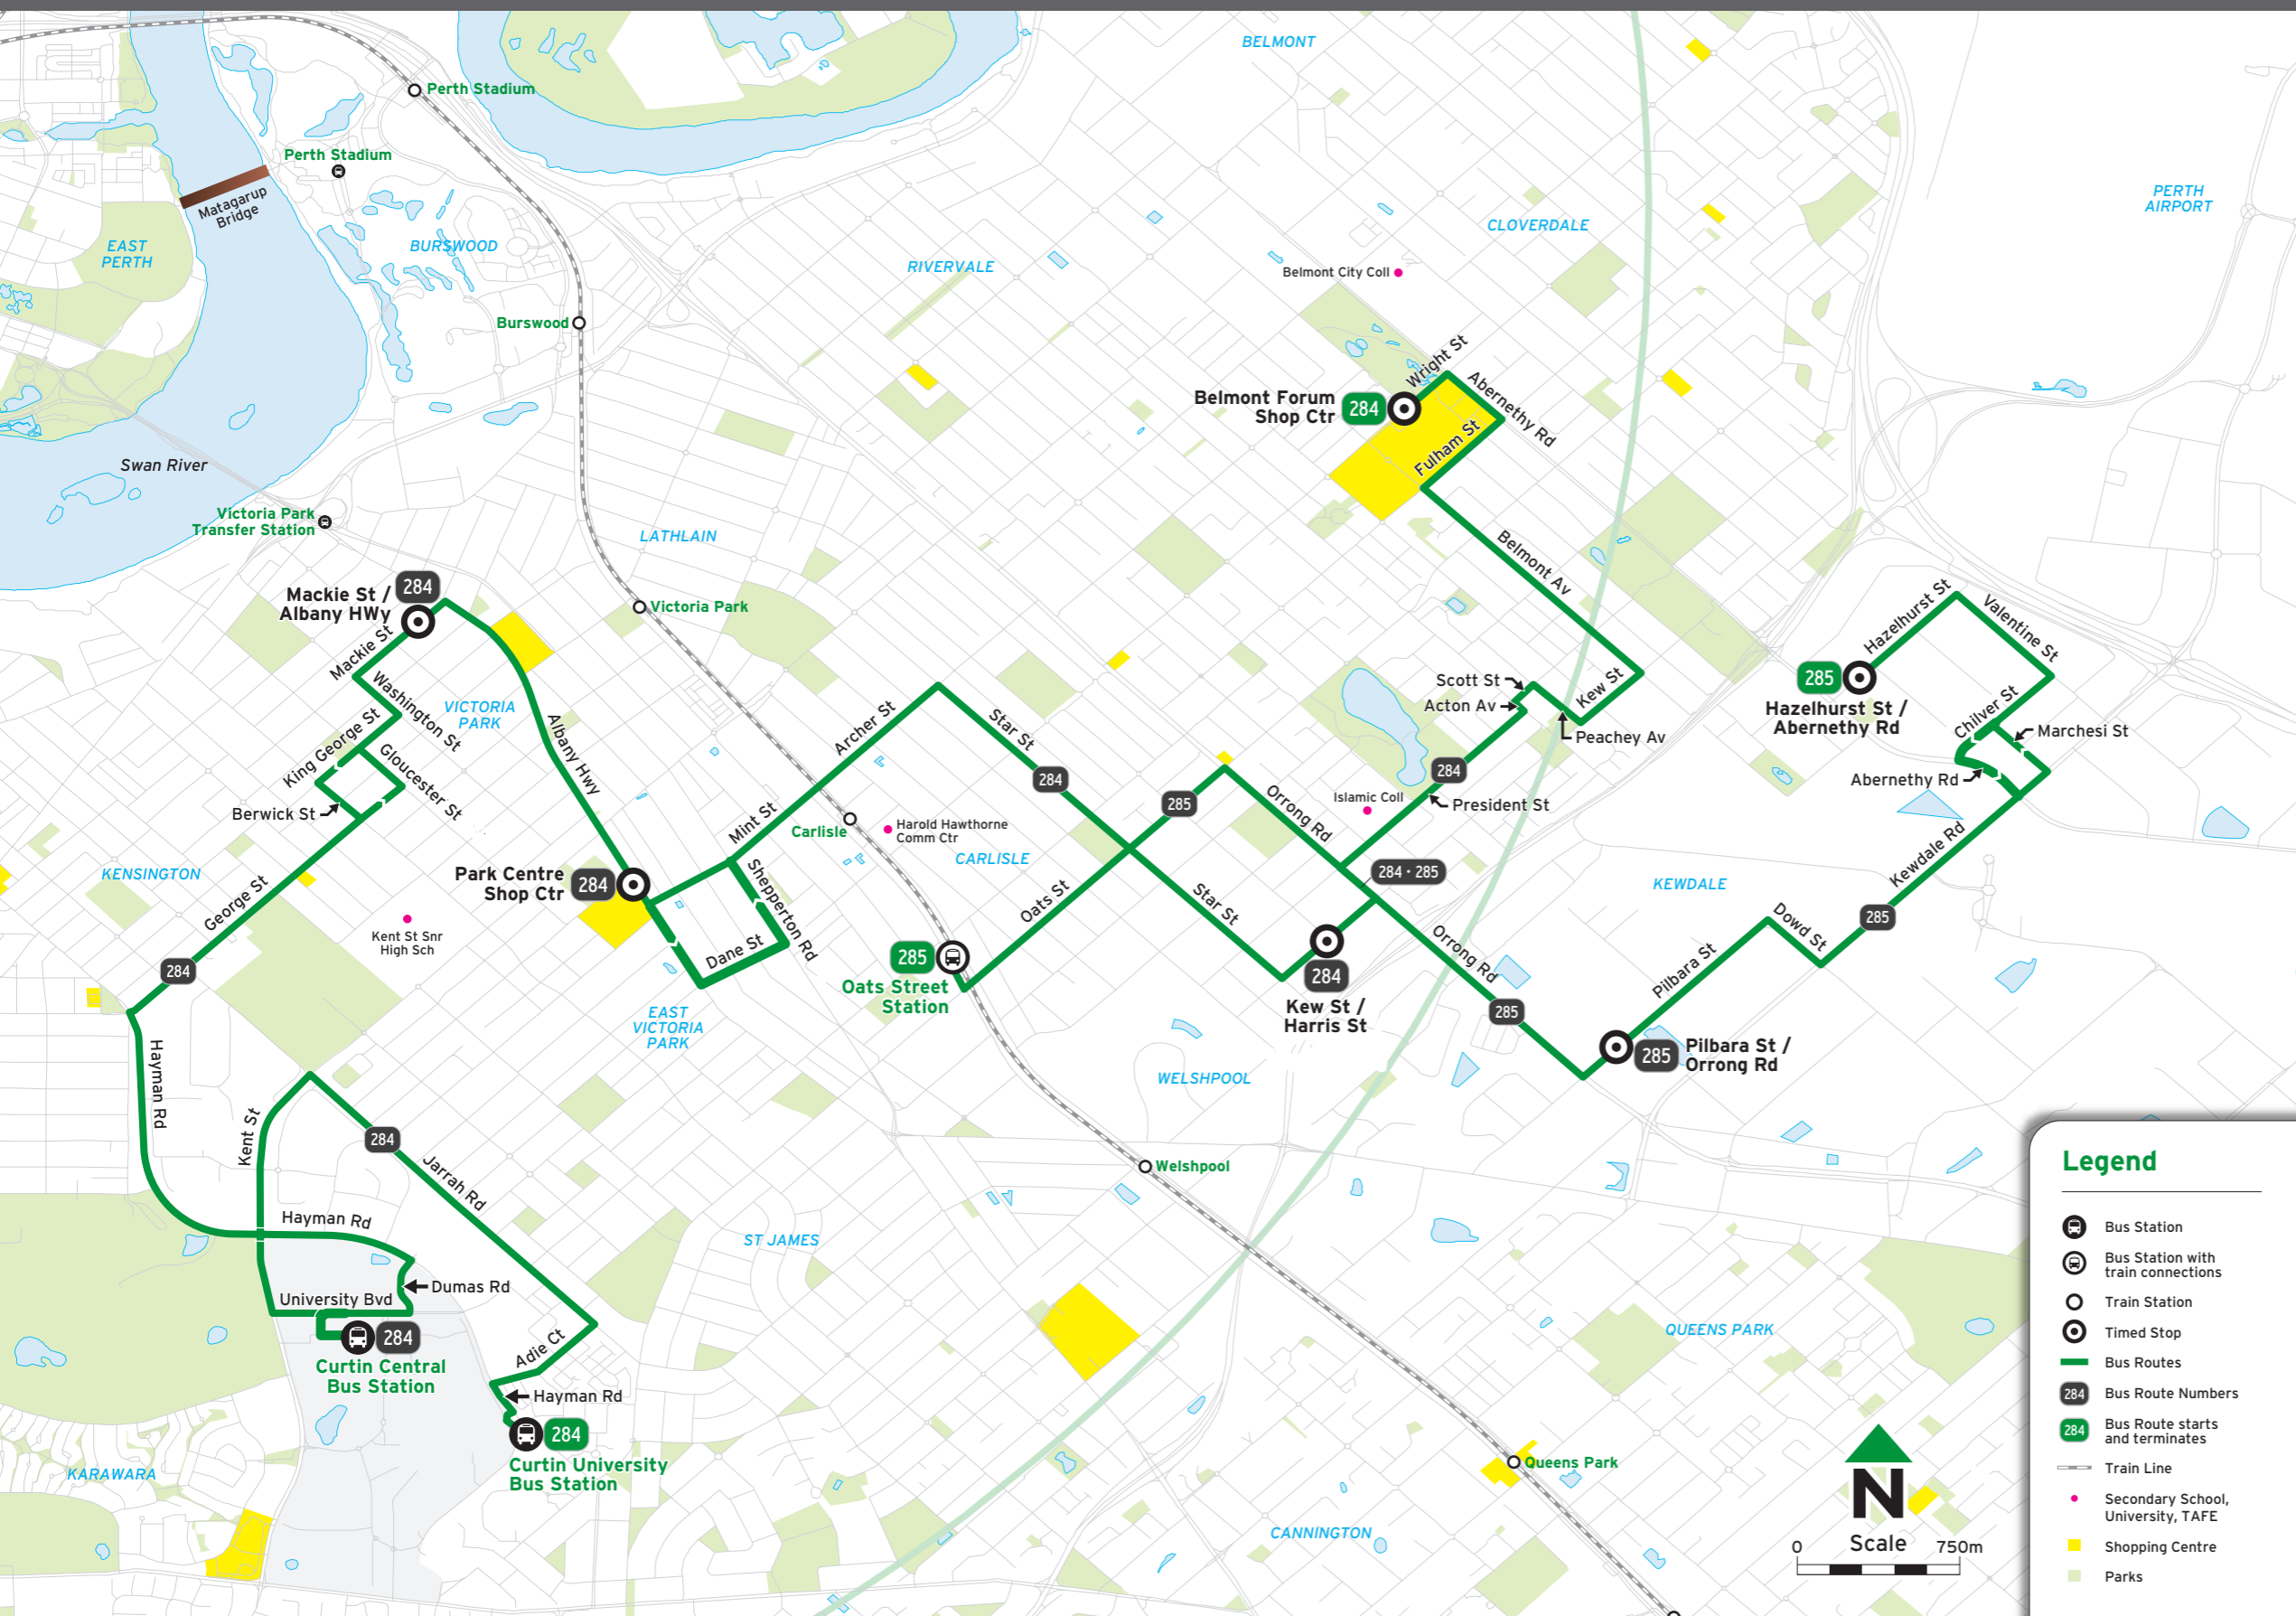 BELMONT
Perth Stadium
Perth Stadium
Matagarup
Bridge
EAST
PERTH
BURSWOOD
RIVERVALE
CLOVERDALE
PERTH
AIRPORT
Belmont City Coll
Burswood
Wright St
Abernethy Rd
Belmont Forum
Shop Ctr
284
Fulham St
Swan River
Victoria Park
Transfer Station
LATHLAIN
Belmont Av
Mackie St /
Albany HWy
284
Victoria Park
Hazelhurst St
Valentine St
Mackie St
Washington St
VICTORIA
PARK
King George St
Gloucester St
Berwick St
Albany Hwy
Archer St
Star St
284
Scott St
Acton Av
Kew St
Peachey Av
285
Hazelhurst St /
Abernethy Rd
Chilver St
Marchesi St
Abernethy Rd
284
President St
Islamic Coll
Orrong Rd
285
Mint St
Carlisle
Harold Hawthorne
Comm Ctr
CARLISLE
Shepperton Rd
Park Centre
Shop Ctr
284
Dane St
KENSINGTON
George St
Kent St Snr
High Sch
284
284 · 285
KEWDALE
Kewdale Rd
285
Dowd St
Pilbara St
Oats St
Star St
285
Oats Street
Station
284
Kew St /
Harris St
Orrong Rd
285
285
Pilbara St /
Orrong Rd
EAST
VICTORIA
PARK
WELSHPOOL
Hayman Rd
Kent St
284
Jarrah Rd
Welshpool
Hayman Rd
ST JAMES
Dumas Rd
University Bvd
284
Curtin Central
Bus Station
Adie Ct
Hayman Rd
284
Curtin University
Bus Station
QUEENS PARK
KARAWARA
Queens Park
CANNINGTON
N
Scale
0
750m
Legend
Bus Station
Bus Station with
train connections
Train Station
Timed Stop
Bus Routes
284
Bus Route Numbers
284
Bus Route starts
and terminates
Train Line
Secondary School,
University, TAFE
Shopping Centre
Parks